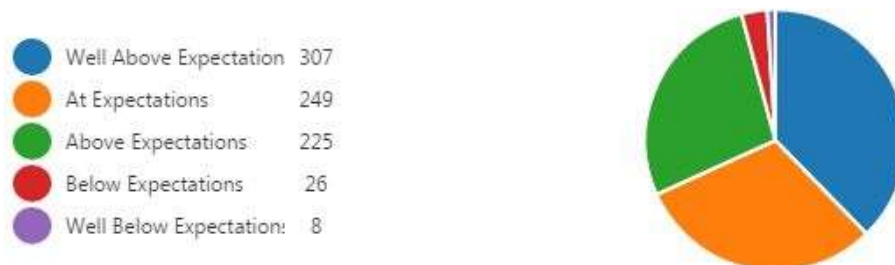 Well Above Expectation 307
At Expectations 249
Above Expectations 225
Below Expectations 26
Well Below Expectation: 8